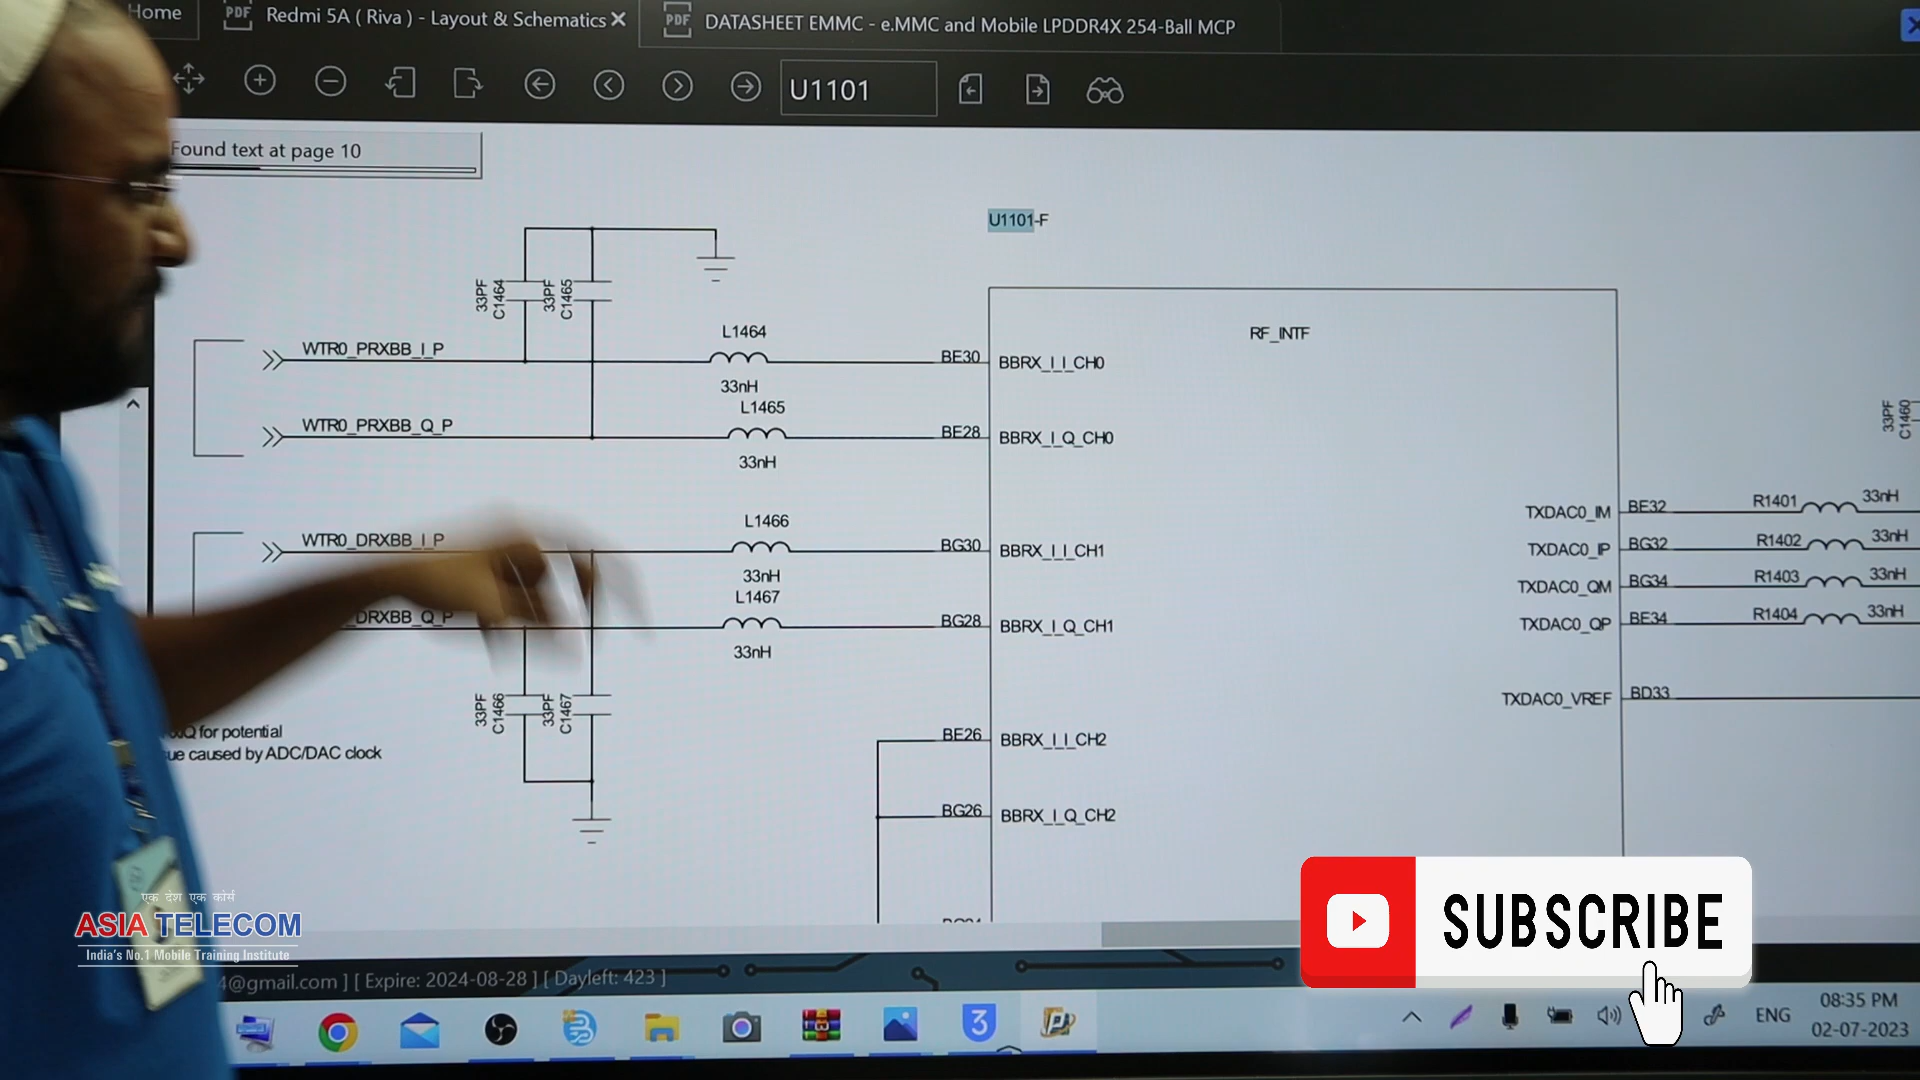 Home
Redmi 5A ( Riva ) - Layout & Schematics
DATASHEET EMMC - e.MMC and Mobile LPDDR4X 254-Ball MCP
PDF
PDF
U1101
Found text at page 10
U1101-F
RF_INTF
33PF
C1464
33PF
C1465
L1464
WTR0_PRXBB_I_P
BE30
BBRX_I_I_CH0
33nH
L1465
WTR0_PRXBB_Q_P
BE28
BBRX_I_Q_CH0
33nH
33PF
C1460
L1466
WTR0_DRXBB_I_P
BG30
BBRX_I_I_CH1
33nH
L1467
_DRXBB_Q_P
BG28
BBRX_I_Q_CH1
33nH
TXDAC0_IM BE32 R1401 33nH
TXDAC0_IP BG32 R1402 33nH
TXDAC0_QM BG34 R1403 33nH
TXDAC0_QP BE34 R1404 33nH
TXDAC0_VREF BD33
33PF
C1466
33PF
C1467
for potential
caused by ADC/DAC clock
BE26
BBRX_I_I_CH2
BG26
BBRX_I_Q_CH2
एक देश एक कोर्स
ASIA TELECOM
India's No.1 Mobile Training Institute
4@gmail.com ] [ Expire: 2024-08-28 ] [ Dayleft: 423 ]
SUBSCRIBE
3
ENG
08:35 PM
02-07-2023